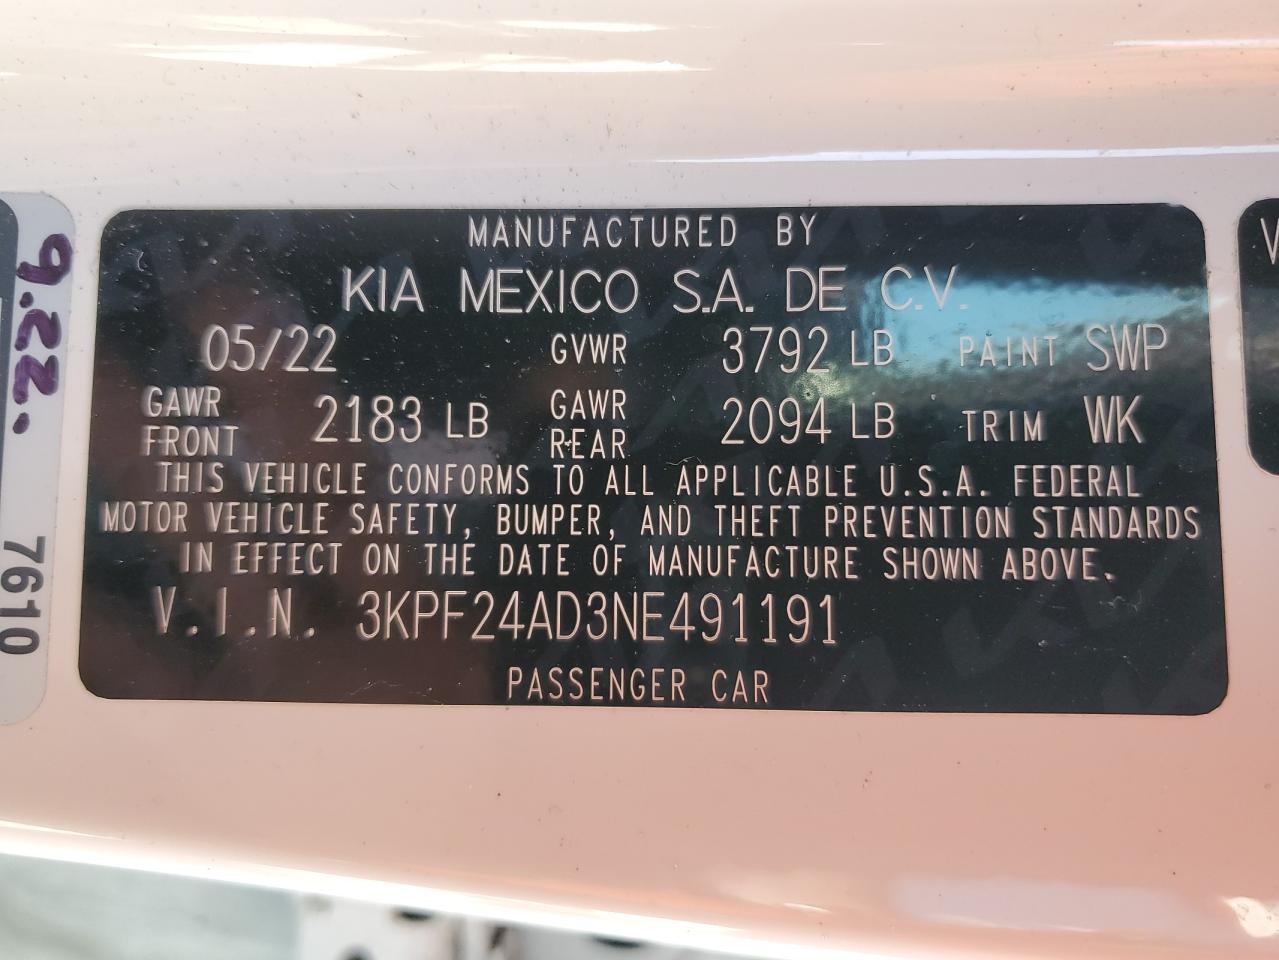 MANUFACTURED BY
KIA MEXICO S.A. DE C.V.
05/22 GVWR 3792 LB PAINT SWP
GAWR FRONT 2183 LB GAWR REAR 2094 LB TRIM WK
THIS VEHICLE CONFORMS TO ALL APPLICABLE U.S.A. FEDERAL
MOTOR VEHICLE SAFETY, BUMPER, AND THEFT PREVENTION STANDARDS
IN EFFECT ON THE DATE OF MANUFACTURE SHOWN ABOVE.
V.I.N. 3KPF24AD3NE491191
PASSENGER CAR
9.22.
7610
V